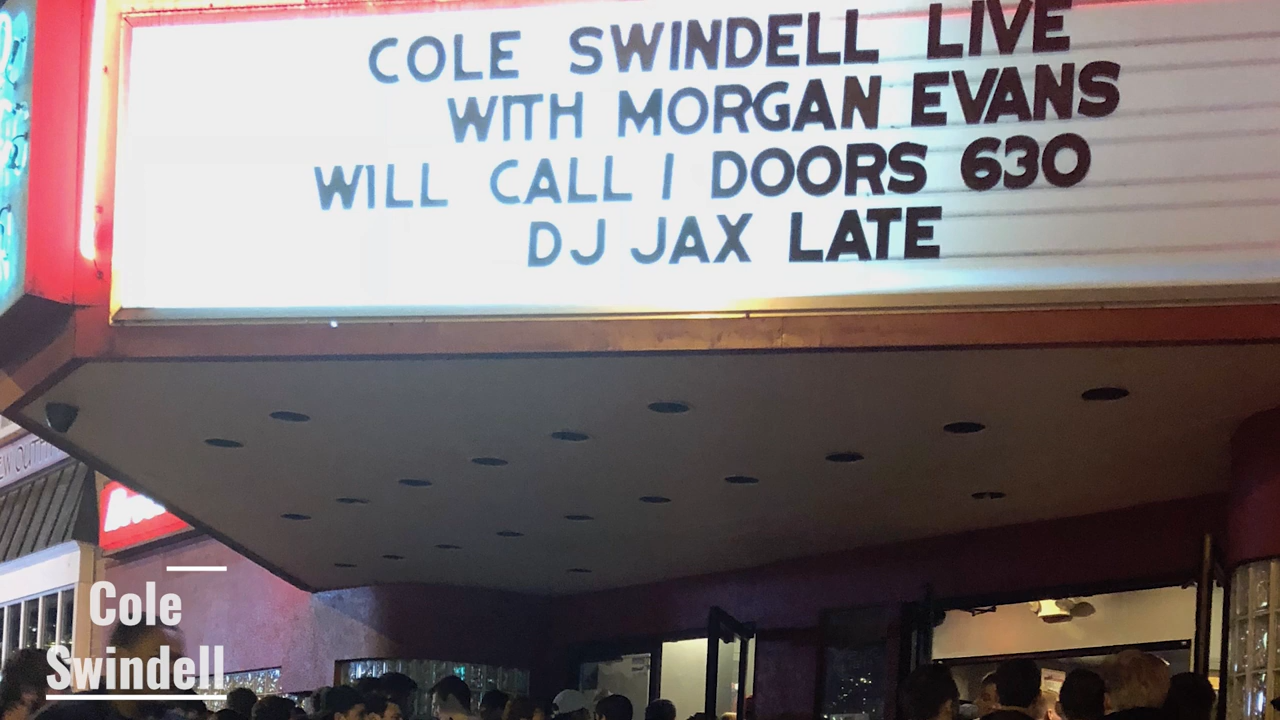 COLE SWINDELL LIVE
WITH MORGAN EVANS
WILL CALL / DOORS 630
DJ JAX LATE
Cole
Swindell